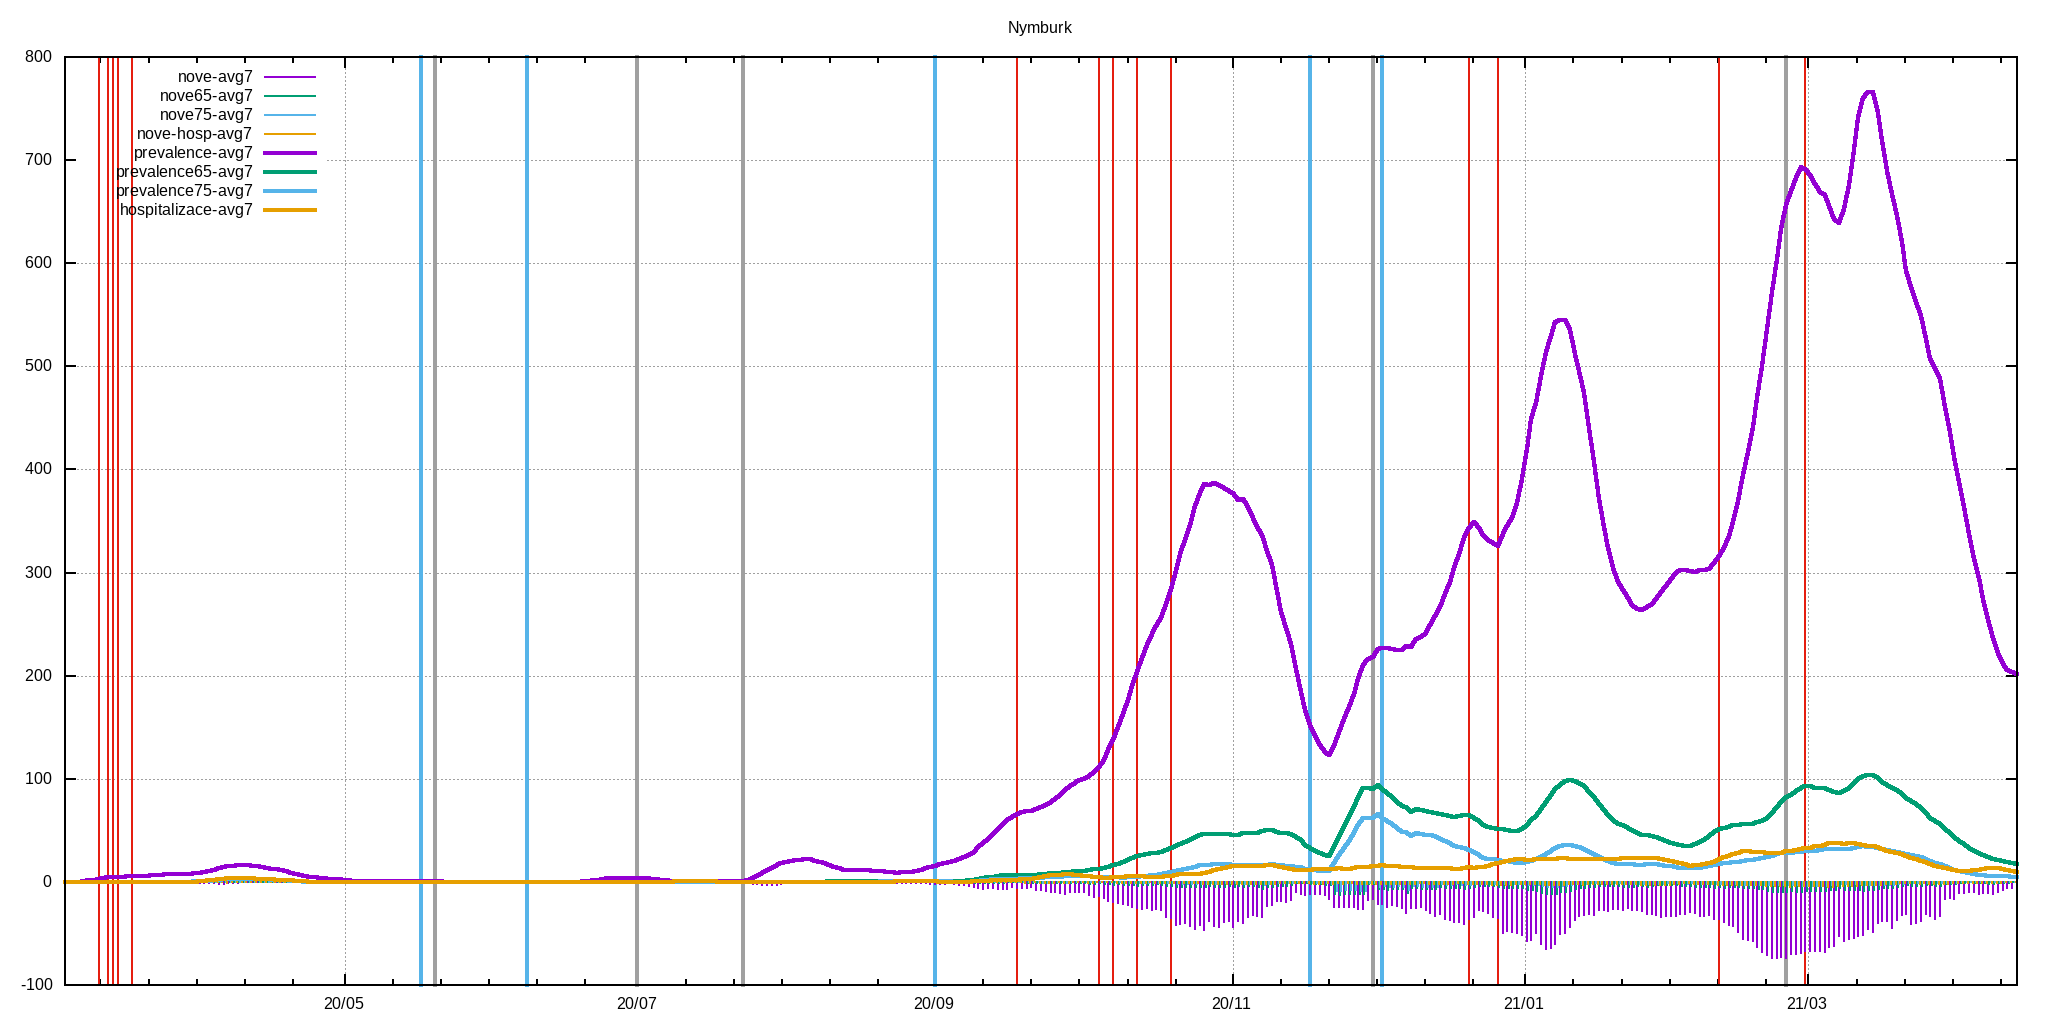 Nymburk
800
700
600
500
400
300
200
100
0
-100
nove-avg7
nove65-avg7
nove75-avg7
nove-hosp-avg7
prevalence-avg7
prevalence65-avg7
prevalence75-avg7
hospitalizace-avg7
20/05 20/07 20/09 20/11 21/01 21/03